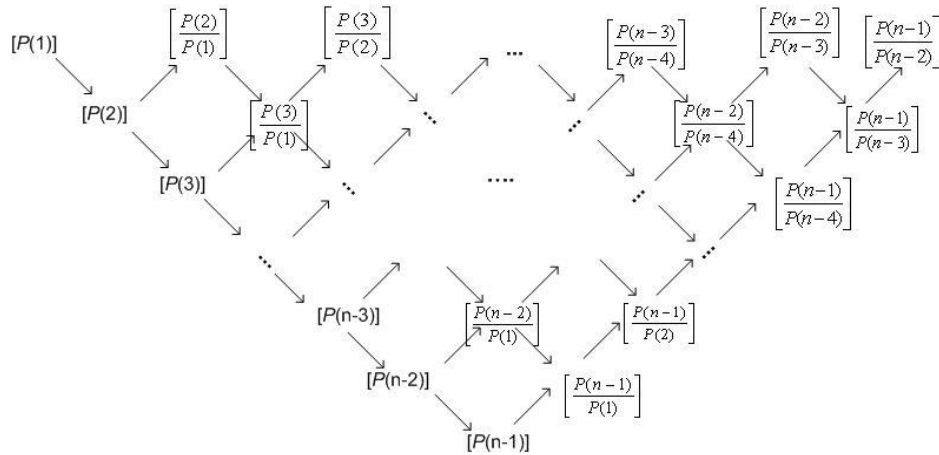 [P(1)] [P(2)/P(1)] [P(3)/P(2)] ... [P(n−3)/P(n−4)] [P(n−2)/P(n−3)] [P(n−1)/P(n−2)]
[P(2)] [P(3)/P(1)] ... ... [P(n−2)/P(n−4)] [P(n−1)/P(n−3)]
[P(3)] ... .... ... [P(n−1)/P(n−4)]
... ...
[P(n-3)] [P(n−2)/P(1)] [P(n−1)/P(2)]
[P(n-2)] [P(n−1)/P(1)]
[P(n-1)]